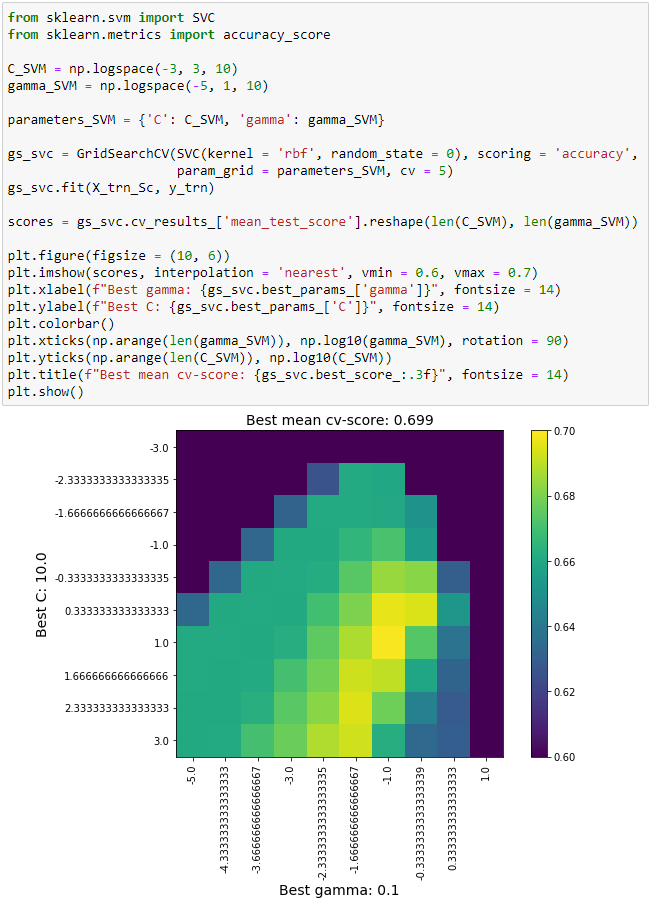 from sklearn.svm import SVC
from sklearn.metrics import accuracy_score
C_SVM = np.logspace(-3, 3, 10)
gamma_SVM = np.logspace(-5, 1, 10)
parameters_SVM = {'C': C_SVM, 'gamma': gamma_SVM}
gs_svc = GridSearchCV(SVC(kernel = 'rbf', random_state = 0), scoring = 'accuracy',
param_grid = parameters_SVM, cv = 5)
gs_svc.fit(X_trn_Sc, y_trn)
scores = gs_svc.cv_results_['mean_test_score'].reshape(len(C_SVM), len(gamma_SVM))
plt.figure(figsize = (10, 6))
plt.imshow(scores, interpolation = 'nearest', vmin = 0.6, vmax = 0.7)
plt.xlabel(f"Best gamma: {gs_svc.best_params_['gamma']}", fontsize = 14)
plt.ylabel(f"Best C: {gs_svc.best_params_['C']}", fontsize = 14)
plt.colorbar()
plt.xticks(np.arange(len(gamma_SVM)), np.log10(gamma_SVM), rotation = 90)
plt.yticks(np.arange(len(C_SVM)), np.log10(C_SVM))
plt.title(f"Best mean cv-score: {gs_svc.best_score_:.3f}", fontsize = 14)
plt.show()
Best mean cv-score: 0.699
Best C: 10.0
-3.0
-2.3333333333333335
-1.6666666666666667
-1.0
-0.3333333333333335
0.333333333333333
1.0
1.666666666666666
2.333333333333333
3.0
-5.0
-4.333333333333333
-3.6666666666666667
-3.0
-2.3333333333333335
-1.6666666666666667
-1.0
-0.3333333333333339
0.3333333333333333
1.0
Best gamma: 0.1
0.70
0.68
0.66
0.64
0.62
0.60